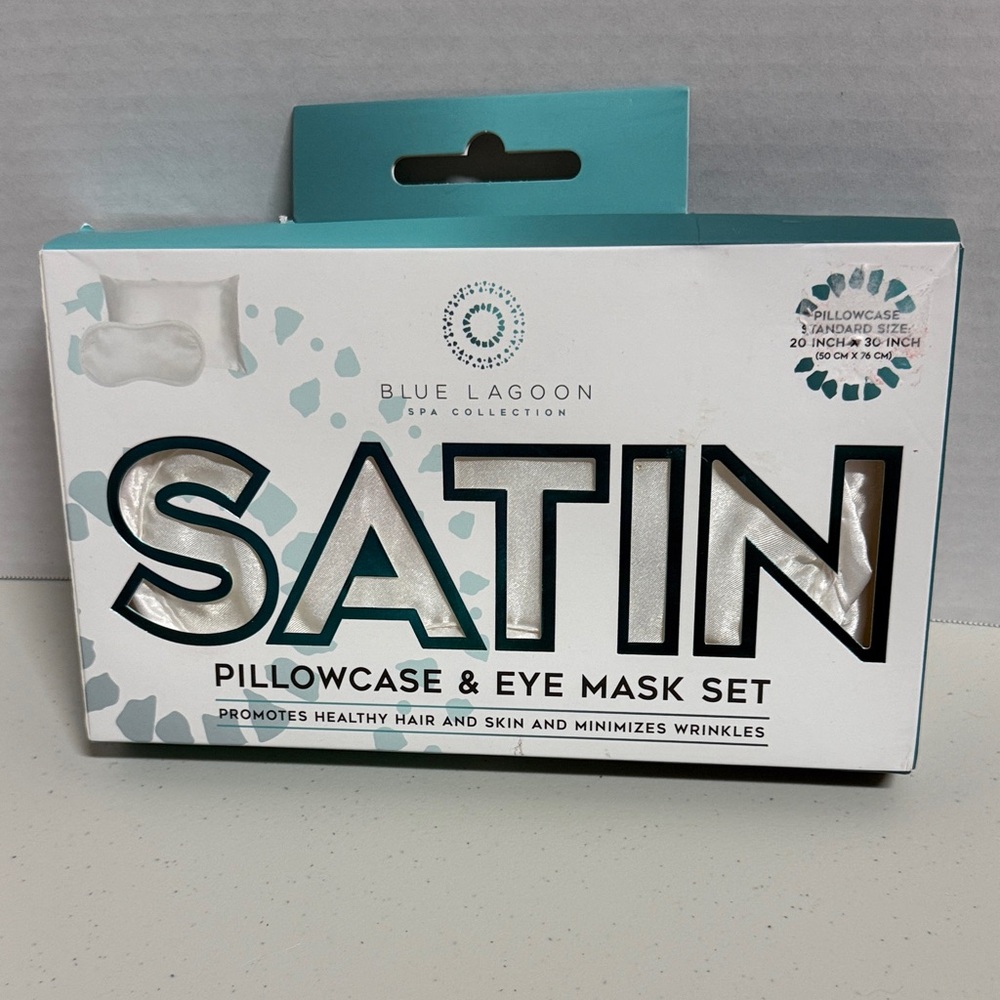 BLUE LAGOON
SPA COLLECTION
PILLOWCASE
STANDARD SIZE:
20 INCH X 30 INCH
(50 CM X 76 CM)
SATIN
PILLOWCASE & EYE MASK SET
PROMOTES HEALTHY HAIR AND SKIN AND MINIMIZES WRINKLES